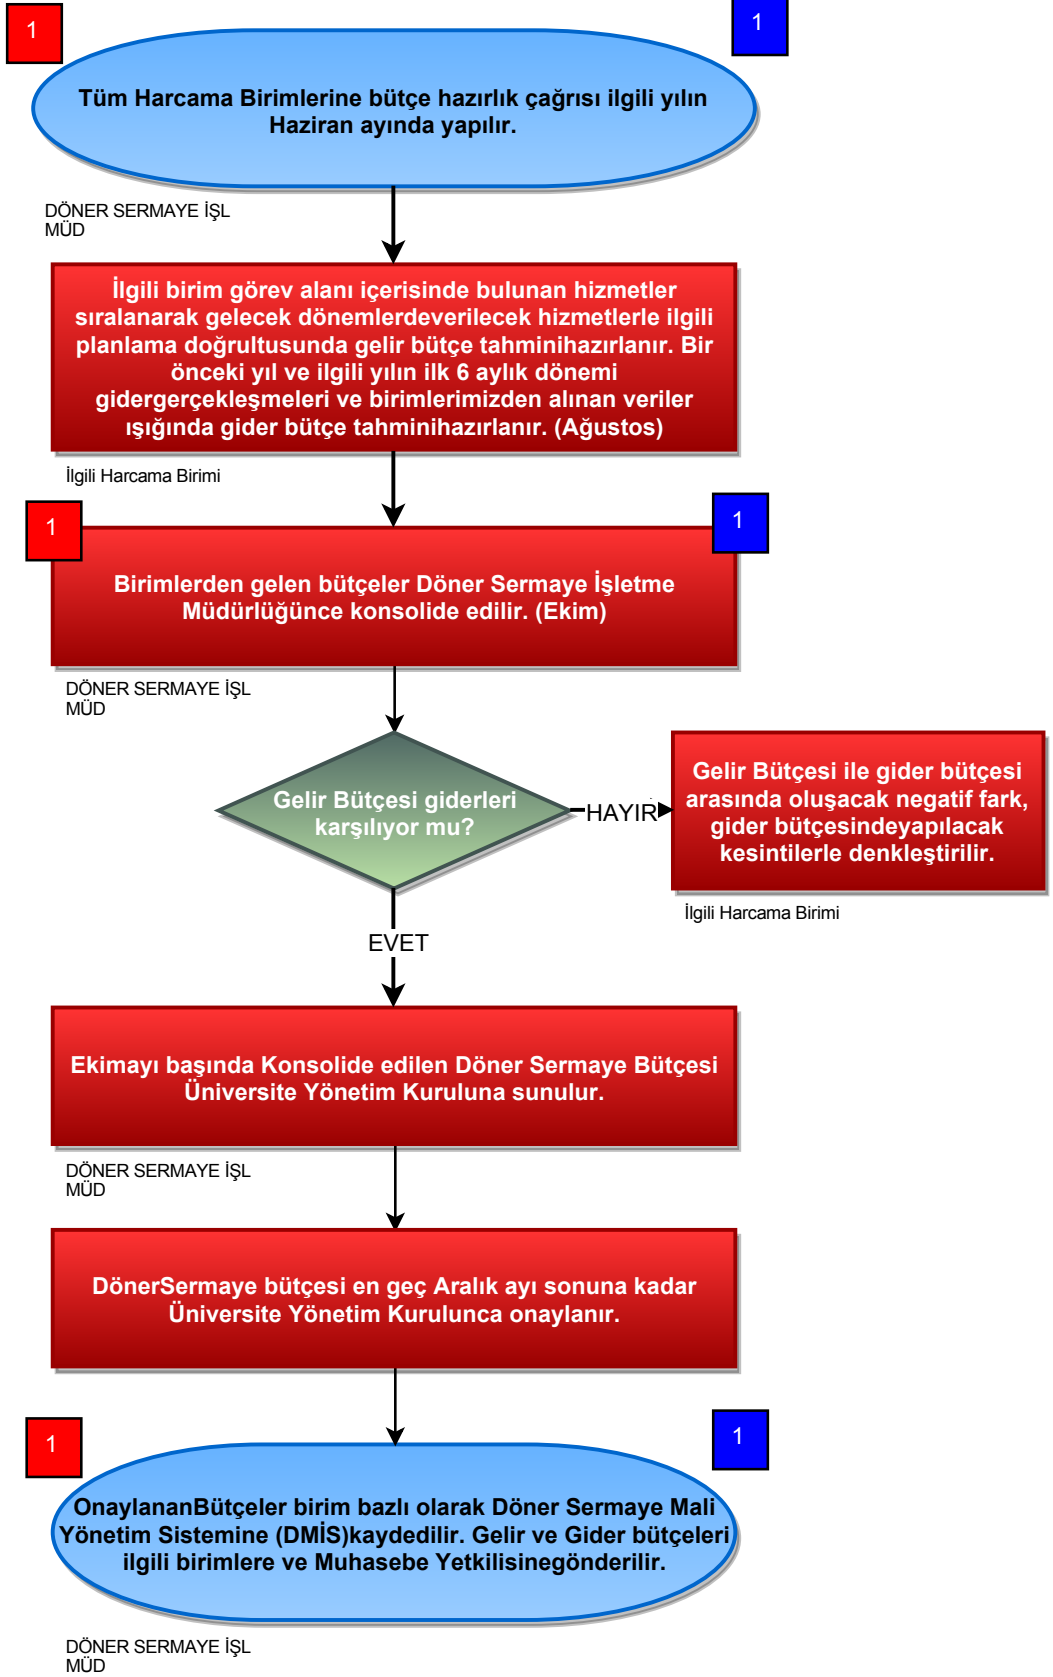 1
1
Tüm Harcama Birimlerine bütçe hazırlık çağrısı ilgili yılın
Haziran ayında yapılır.
DÖNER SERMAYE İŞL
MÜD
İlgili birim görev alanı içerisinde bulunan hizmetler
sıralanarak gelecek dönemlerdeverilecek hizmetlerle ilgili
planlama doğrultusunda gelir bütçe tahminihazırlanır. Bir
önceki yıl ve ilgili yılın ilk 6 aylık dönemi
gidergerçekleşmeleri ve birimlerimizden alınan veriler
ışığında gider bütçe tahminihazırlanır. (Ağustos)
İlgili Harcama Birimi
1
1
Birimlerden gelen bütçeler Döner Sermaye İşletme
Müdürlüğünce konsolide edilir. (Ekim)
DÖNER SERMAYE İŞL
MÜD
Gelir Bütçesi giderleri
karşılıyor mu?
HAYIR
Gelir Bütçesi ile gider bütçesi
arasında oluşacak negatif fark,
gider bütçesindeyapılacak
kesintilerle denkleştirilir.
İlgili Harcama Birimi
EVET
Ekimayı başında Konsolide edilen Döner Sermaye Bütçesi
Üniversite Yönetim Kuruluna sunulur.
DÖNER SERMAYE İŞL
MÜD
DönerSermaye bütçesi en geç Aralık ayı sonuna kadar
Üniversite Yönetim Kurulunca onaylanır.
1
1
OnaylananBütçeler birim bazlı olarak Döner Sermaye Mali
Yönetim Sistemine (DMİS)kaydedilir. Gelir ve Gider bütçeleri
ilgili birimlere ve Muhasebe Yetkilisinegönderilir.
DÖNER SERMAYE İŞL
MÜD